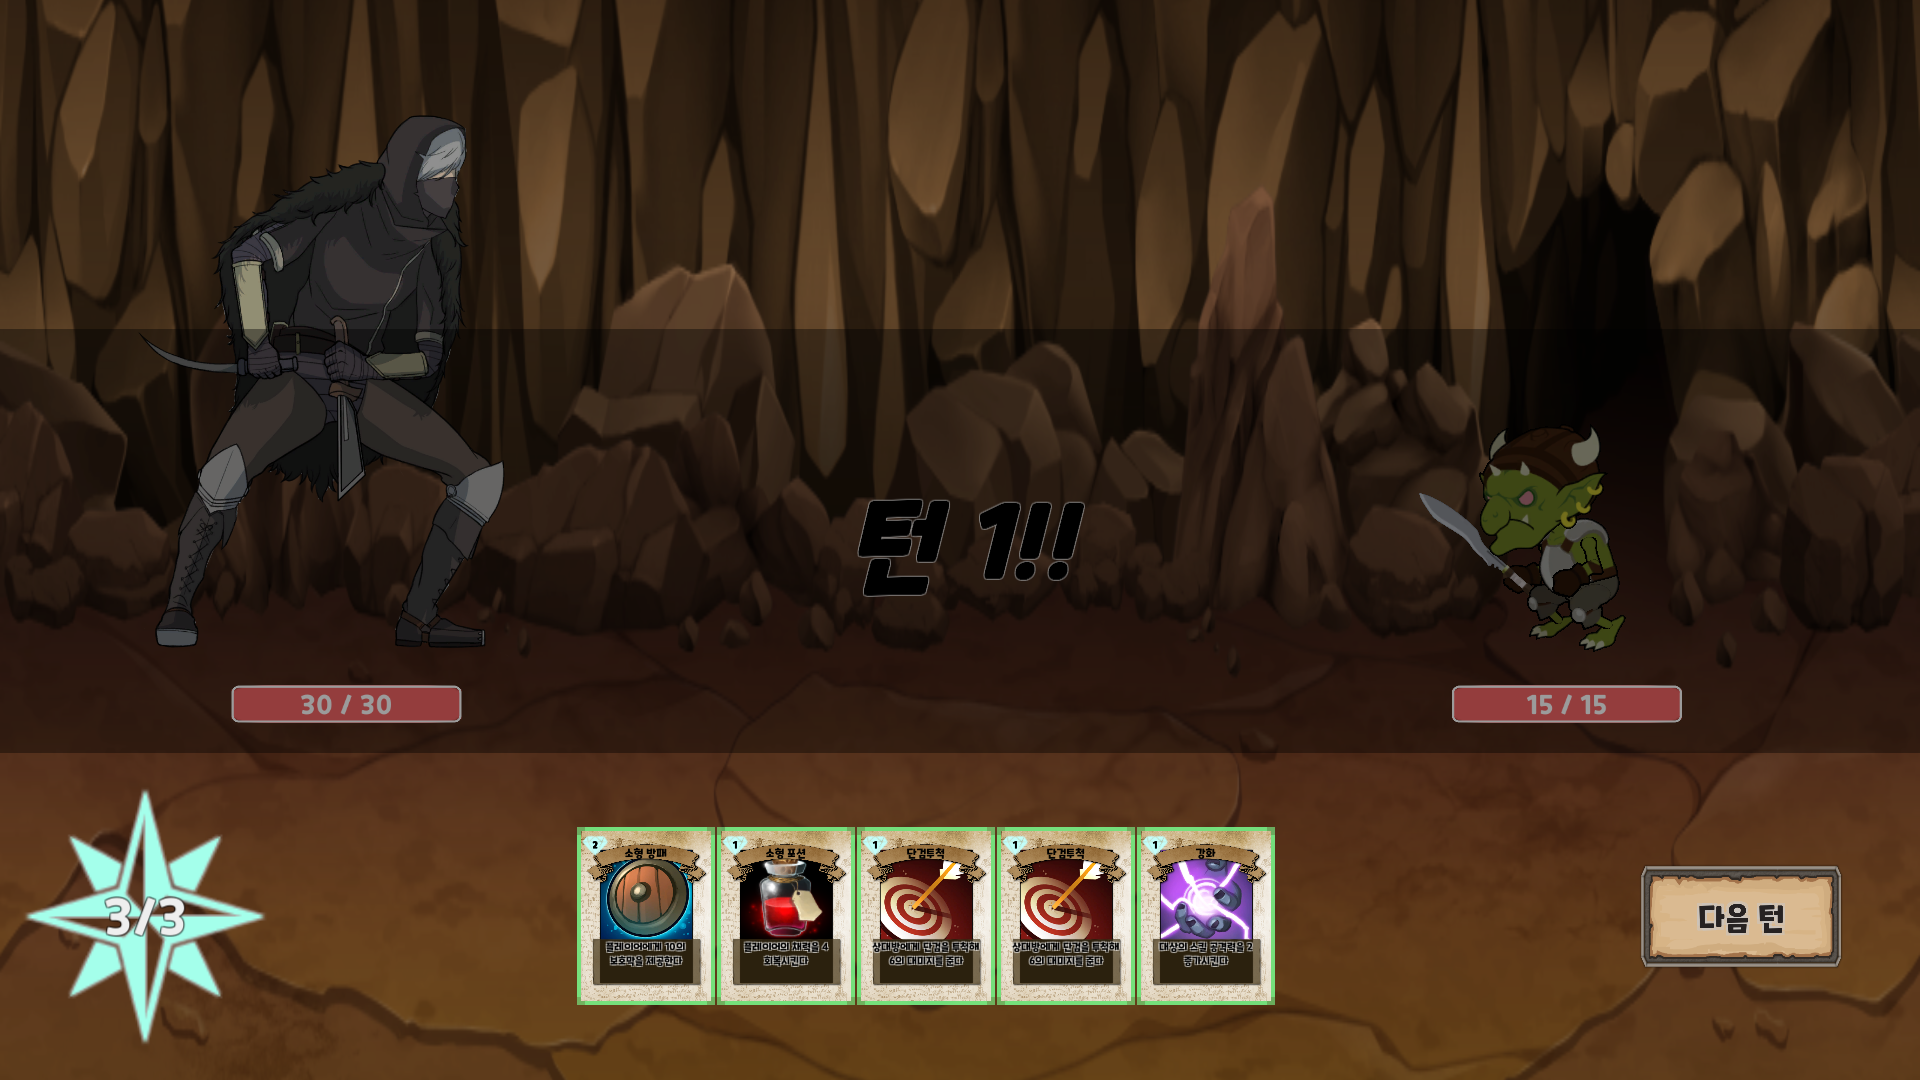 턴 1!!
30 / 30
15 / 15
3/3
2
소형 방패
플레이어에게 10의
보호막을 제공한다
1
소형 포션
플레이어의 체력을 4
회복시킨다
1
단검투척
상대방에게 단검을 투척해
6의 대미지를 준다
1
단검투척
상대방에게 단검을 투척해
6의 대미지를 준다
1
강화
대상의 스킬 공격력을 2
증가시킨다
다음 턴